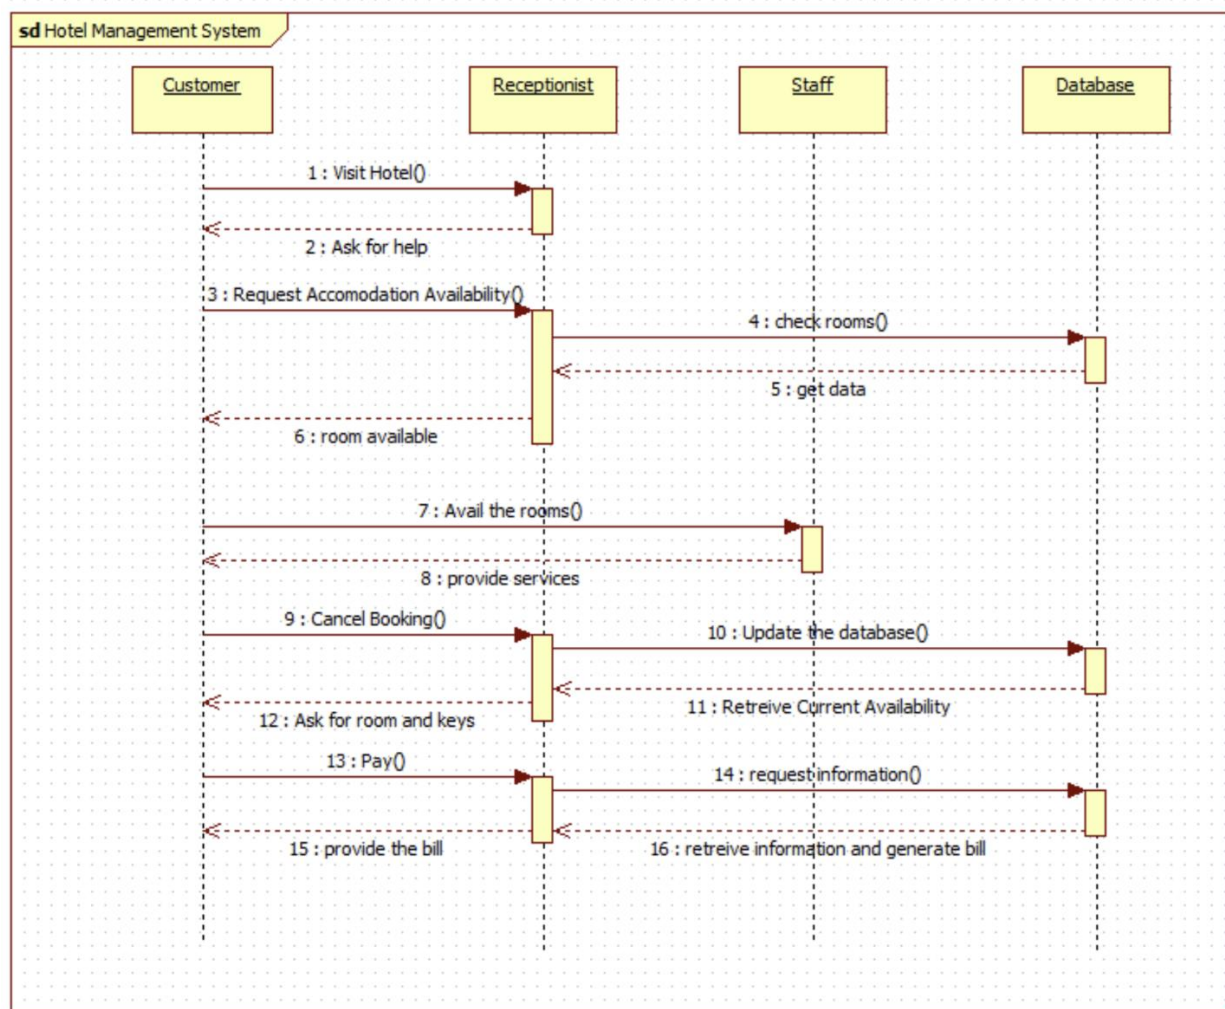 sd Hotel Management System
Customer
Receptionist
Staff
Database
1 : Visit Hotel()
2 : Ask for help
3 : Request Accomodation Availability()
4 : check rooms()
5 : get data
6 : room available
7 : Avail the rooms()
8 : provide services
9 : Cancel Booking()
10 : Update the database()
11 : Retreive Current Availability
12 : Ask for room and keys
13 : Pay()
14 : request information()
15 : provide the bill
16 : retreive information and generate bill